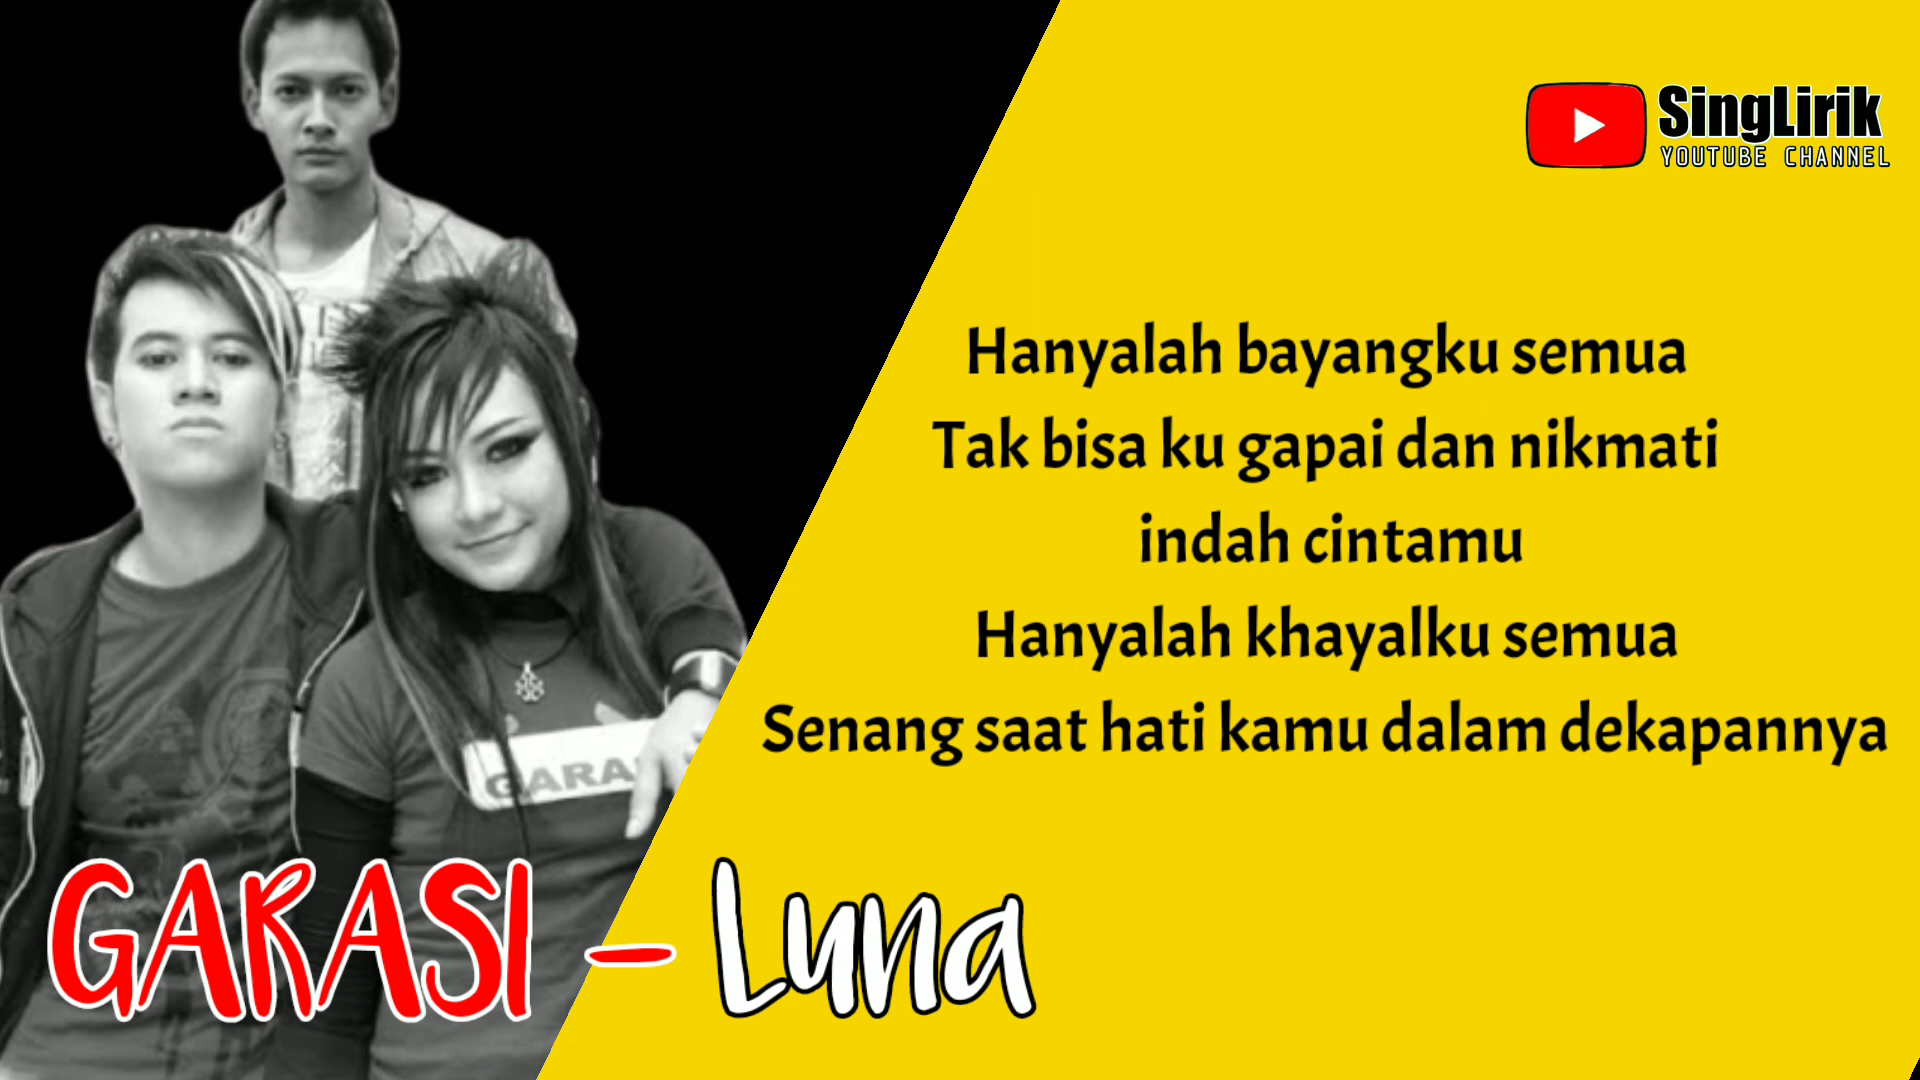 SingLirik
YOUTUBE CHANNEL
Hanyalah bayangku semua
Tak bisa ku gapai dan nikmati
indah cintamu
Hanyalah khayalku semua
Senang saat hati kamu dalam dekapannya
GARAS
GARASI - Luna